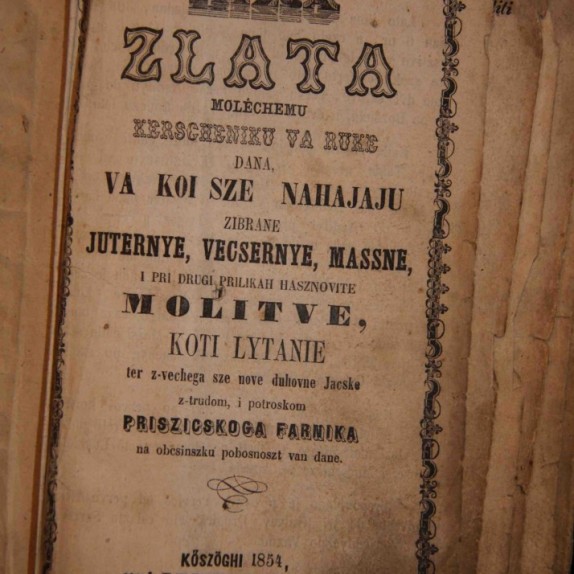 ZLATA
MOLÉCHEMU
KERSCHENIKU VA RUKE
DANA,
VA KOI SZE NAHAJAJU
ZIBRANE
JUTERNYE, VECSERNYE, MASSNE,
I PRI DRUGI PRILIKAH HASZNOVITE
MOLITVE,
KOTI LYTANIE
ter z-vechega sze nove duhovne Jacske
z-trudom, i potroskom
PRISZICSKOGA FARNIKA
na obcsinszku pobosnoszt van dane.
KŐSZÖGHI 1854,